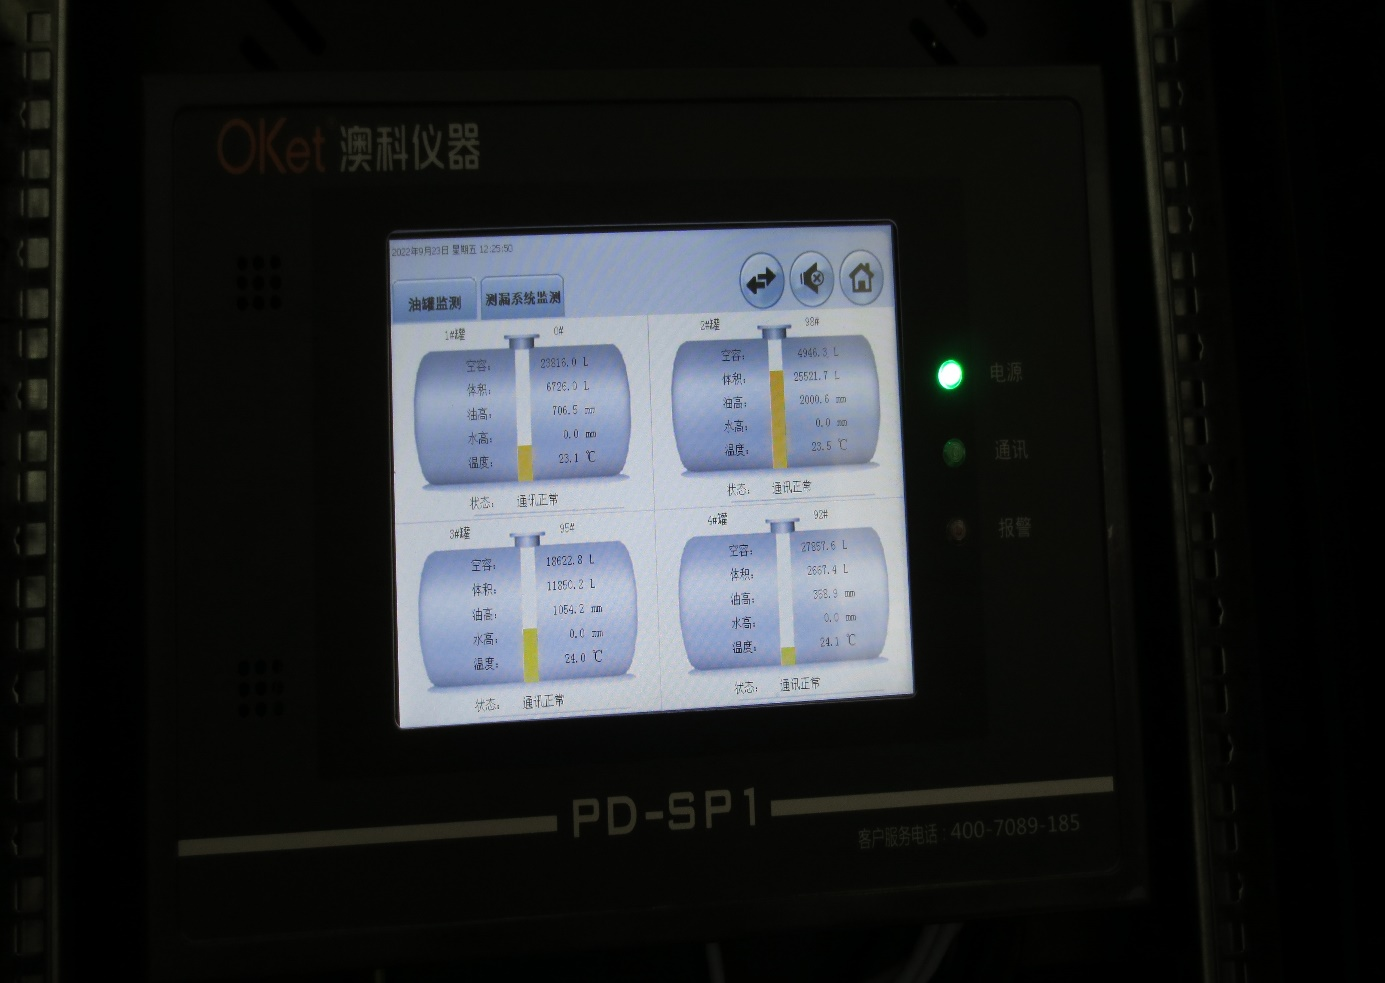 OKet 澳科仪器
2022年9月23日 星期五 12:25:50
油罐监测 测漏系统监测
1#罐 0#
空容: 23816.0 L
体积: 6726.0 L
油高: 706.5 mm
水高: 0.0 mm
温度: 23.1 ℃
状态: 通讯正常
2#罐 98#
空容: 4946.3 L
体积: 25521.7 L
油高: 2000.6 mm
水高: 0.0 mm
温度: 23.5 ℃
状态: 通讯正常
3#罐 95#
空容: 18622.8 L
体积: 11850.2 L
油高: 1054.2 mm
水高: 0.0 mm
温度: 24.0 ℃
状态: 通讯正常
4#罐 92#
空容: 27857.6 L
体积: 2667.4 L
油高: 358.9 mm
水高: 0.0 mm
温度: 24.1 ℃
状态: 通讯正常
电源
通讯
报警
PD-SP1
客户服务电话:400-7089-185